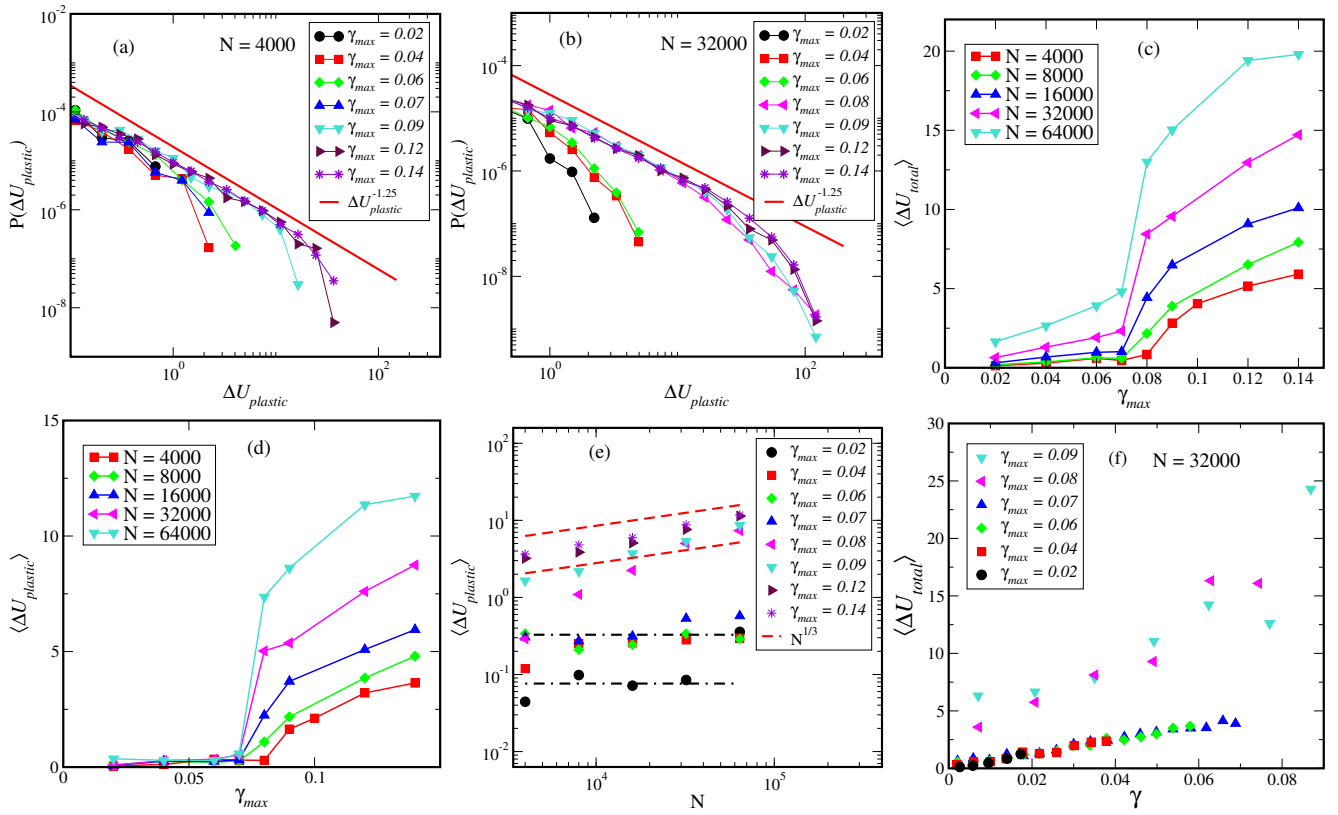 (a)
N = 4000
γmax = 0.02
γmax = 0.04
γmax = 0.06
γmax = 0.07
γmax = 0.09
γmax = 0.12
γmax = 0.14
ΔUplastic^-1.25
10^-2
10^-4
10^-6
10^-8
10^0
10^2
P(ΔUplastic)
ΔUplastic
(b)
N = 32000
γmax = 0.02
γmax = 0.04
γmax = 0.06
γmax = 0.08
γmax = 0.09
γmax = 0.12
γmax = 0.14
ΔUplastic^-1.25
10^-4
10^-6
10^-8
10^0
10^2
P(ΔUplastic)
ΔUplastic
(c)
N = 4000
N = 8000
N = 16000
N = 32000
N = 64000
20
15
10
5
0
0 0.02 0.04 0.06 0.08 0.1 0.12 0.14
⟨ΔUtotal⟩
γmax
(d)
N = 4000
N = 8000
N = 16000
N = 32000
N = 64000
15
10
5
0
0 0.05 0.1
⟨ΔUplastic⟩
γmax
(e)
γmax = 0.02
γmax = 0.04
γmax = 0.06
γmax = 0.07
γmax = 0.08
γmax = 0.09
γmax = 0.12
γmax = 0.14
N^1/3
10^2
10^1
10^0
10^-1
10^-2
10^4
10^5
⟨ΔUplastic⟩
N
(f)
N = 32000
γmax = 0.09
γmax = 0.08
γmax = 0.07
γmax = 0.06
γmax = 0.04
γmax = 0.02
30
25
20
15
10
5
0
0 0.02 0.04 0.06 0.08
⟨ΔUtotal⟩
γ